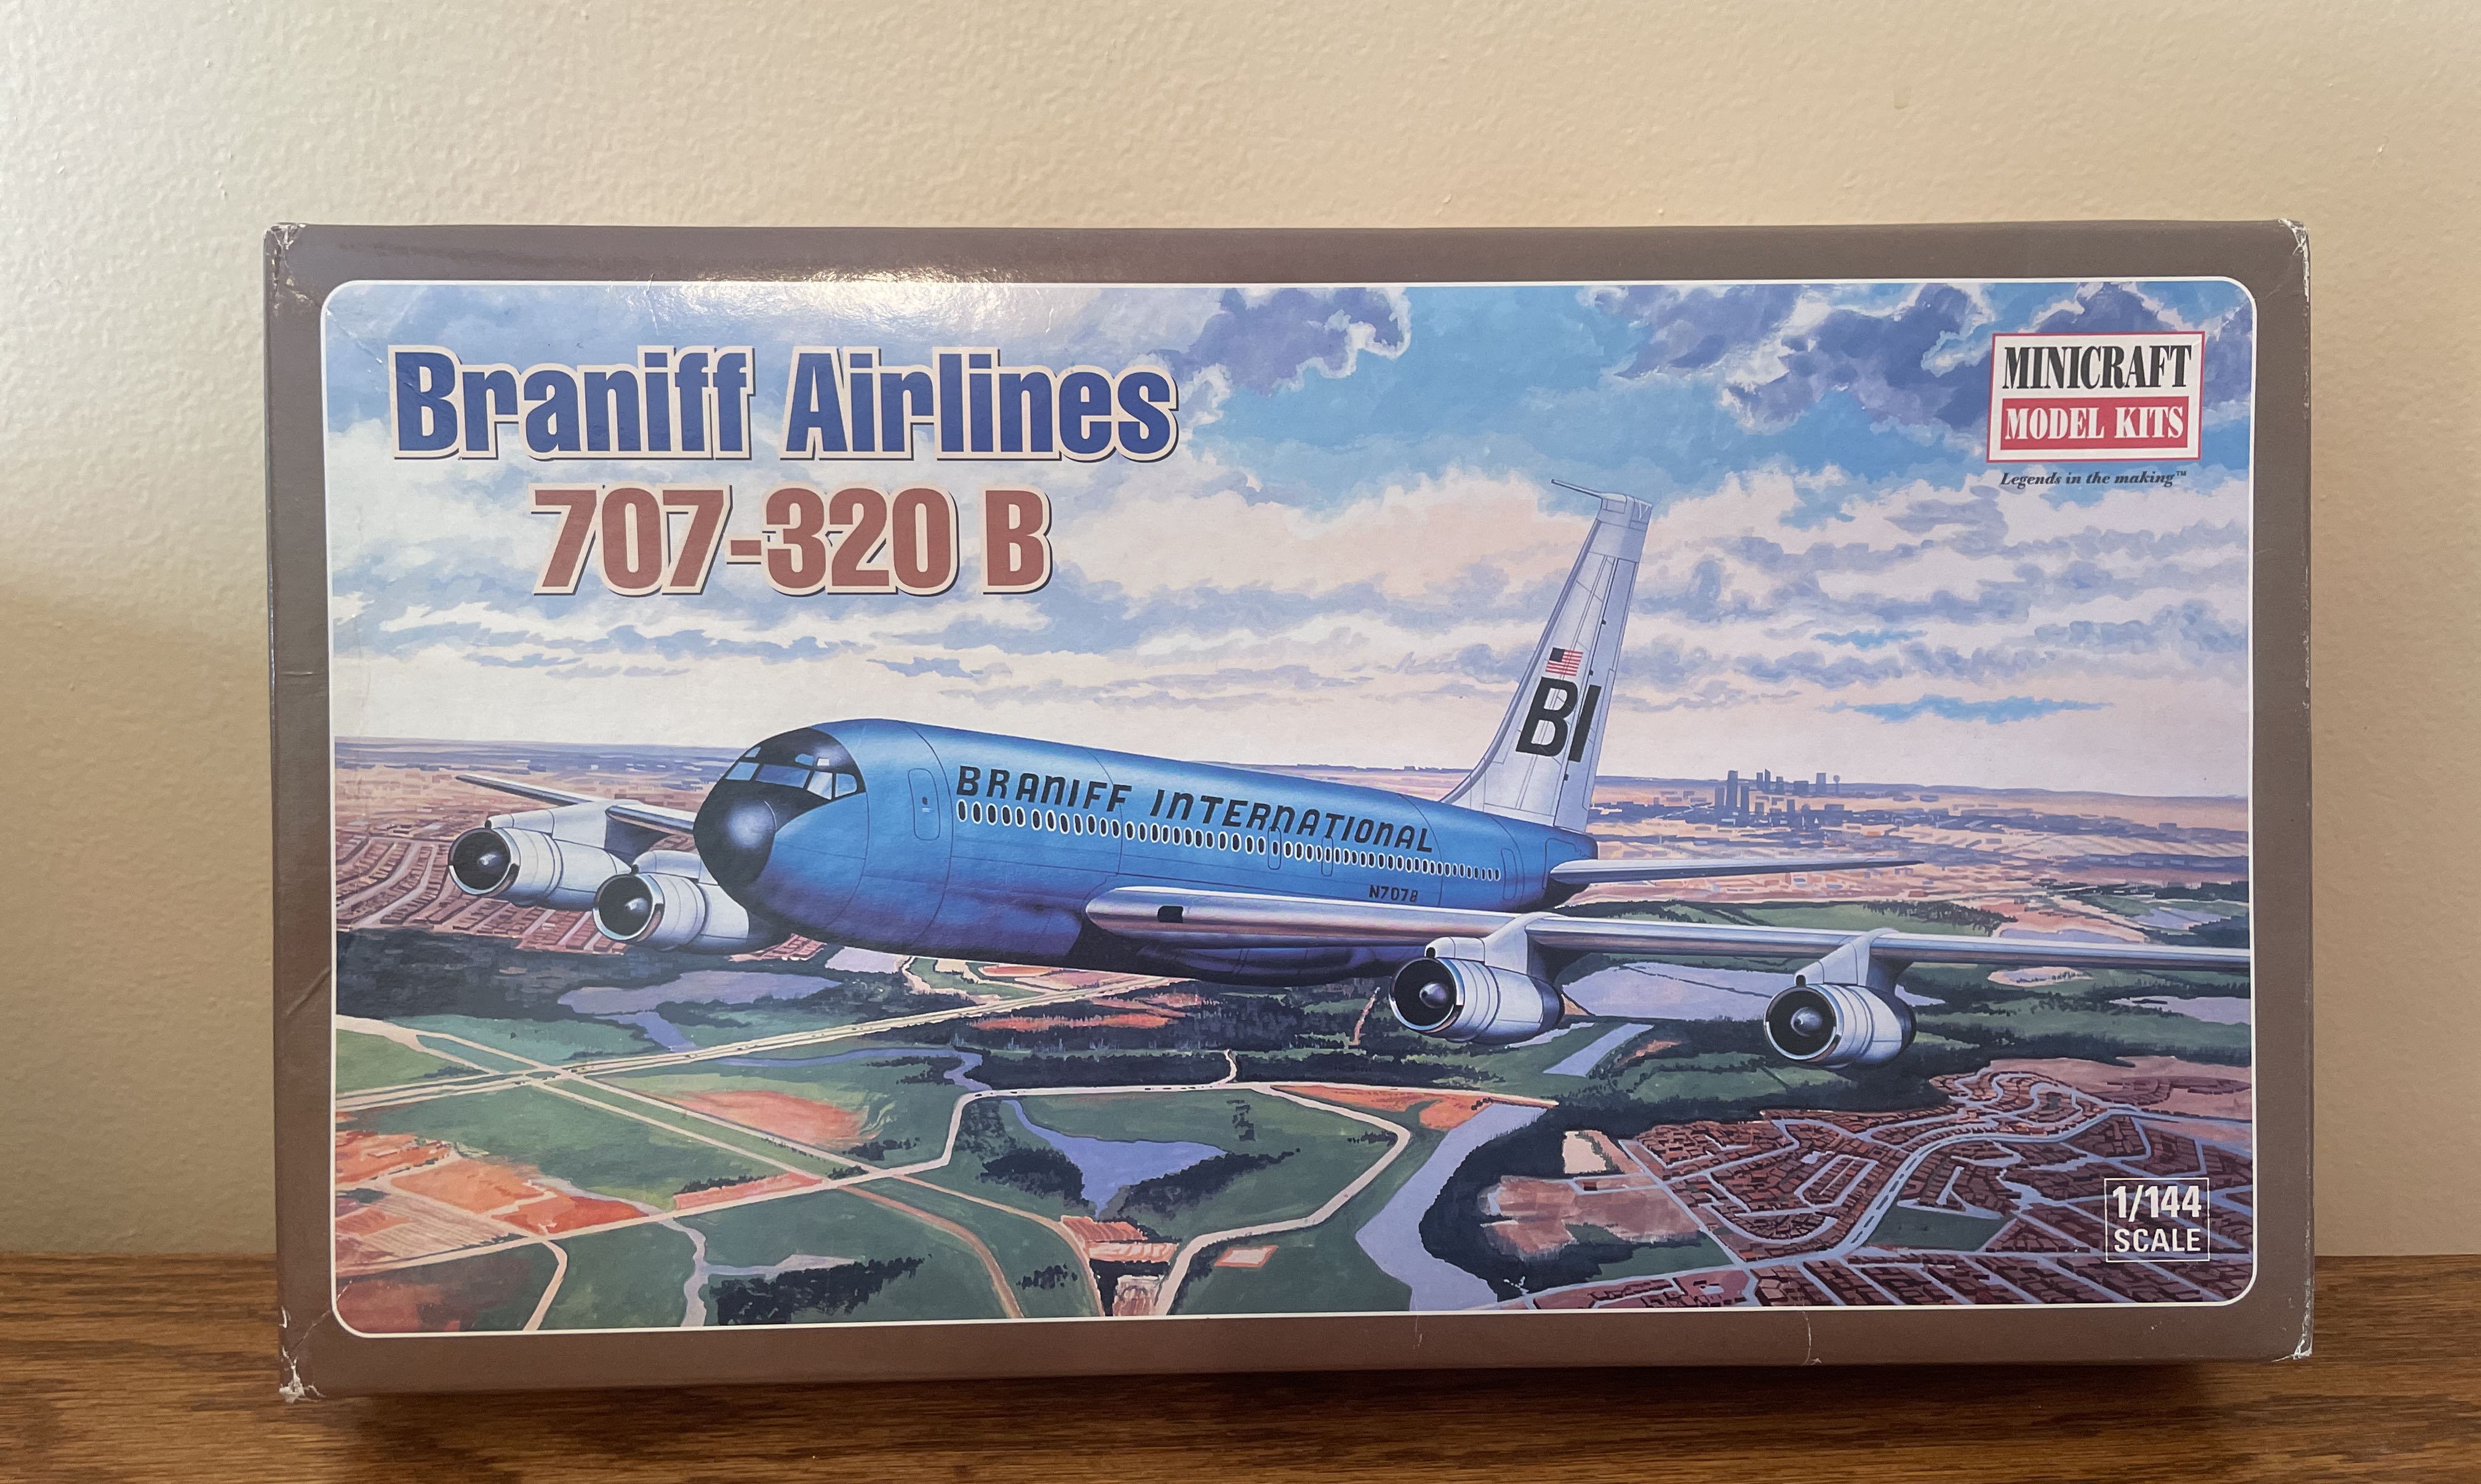 Braniff Airlines
707-320 B
MINICRAFT
MODEL KITS
Legends in the making™
BI
BRANIFF INTERNATIONAL
N7078
1/144
SCALE